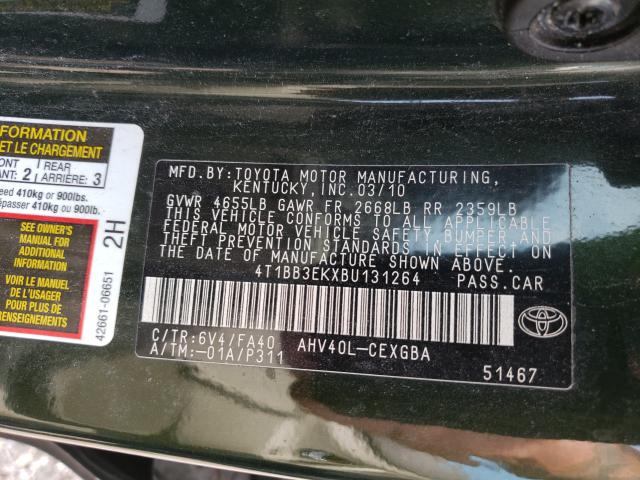 FORMATION
ET LE CHARGEMENT
REAR
2 ARRIÈRE: 3
410kg or 900lbs.
410kg ou 900lb.
SEE OWNER'S
MANUAL FOR
ADDITIONAL
INFORMATION
VOIR LE MANUEL
DE L'USAGER
POUR PLUS DE
RENSEIGNEMENTS
2H
42661-06651
MFD. BY: TOYOTA MOTOR MANUFACTURING,
KENTUCKY, INC. 03/10
GVWR 4655LB GAWR FR 2668LB RR 2359LB
THIS VEHICLE CONFORMS TO ALL APPLICABLE
FEDERAL MOTOR VEHICLE SAFETY, BUMPER AND
THEFT PREVENTION STANDARDS IN EFFECT ON
THE DATE OF MANUFACTURE SHOWN ABOVE.
4T1BB3EKXBU131264 PASS. CAR
C/TR: 6V4/FA40 AHV40L-CEXGBA
A/TM: -01A/P311
TOYOTA
51467